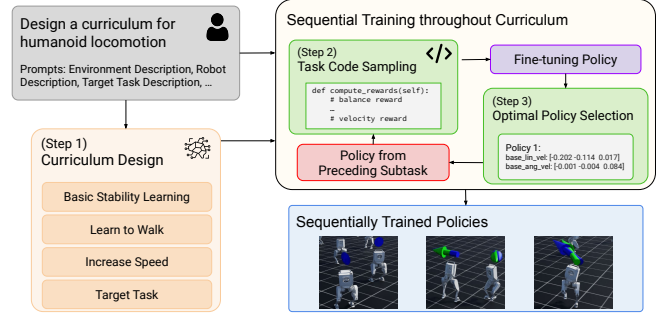 Design a curriculum for
humanoid locomotion
Prompts: Environment Description, Robot
Description, Target Task Description, ...
(Step 1)
Curriculum Design
Basic Stability Learning
Learn to Walk
Increase Speed
Target Task
Sequential Training throughout Curriculum
(Step 2)
</>
Task Code Sampling
def compute_rewards(self):
# balance reward
…
# velocity reward
Fine-tuning Policy
(Step 3)
Optimal Policy Selection
Policy 1:
base_lin_vel: [-0.202 -0.114 0.017]
base_ang_vel: [-0.001 -0.004 0.084]
Policy from
Preceding Subtask
Sequentially Trained Policies